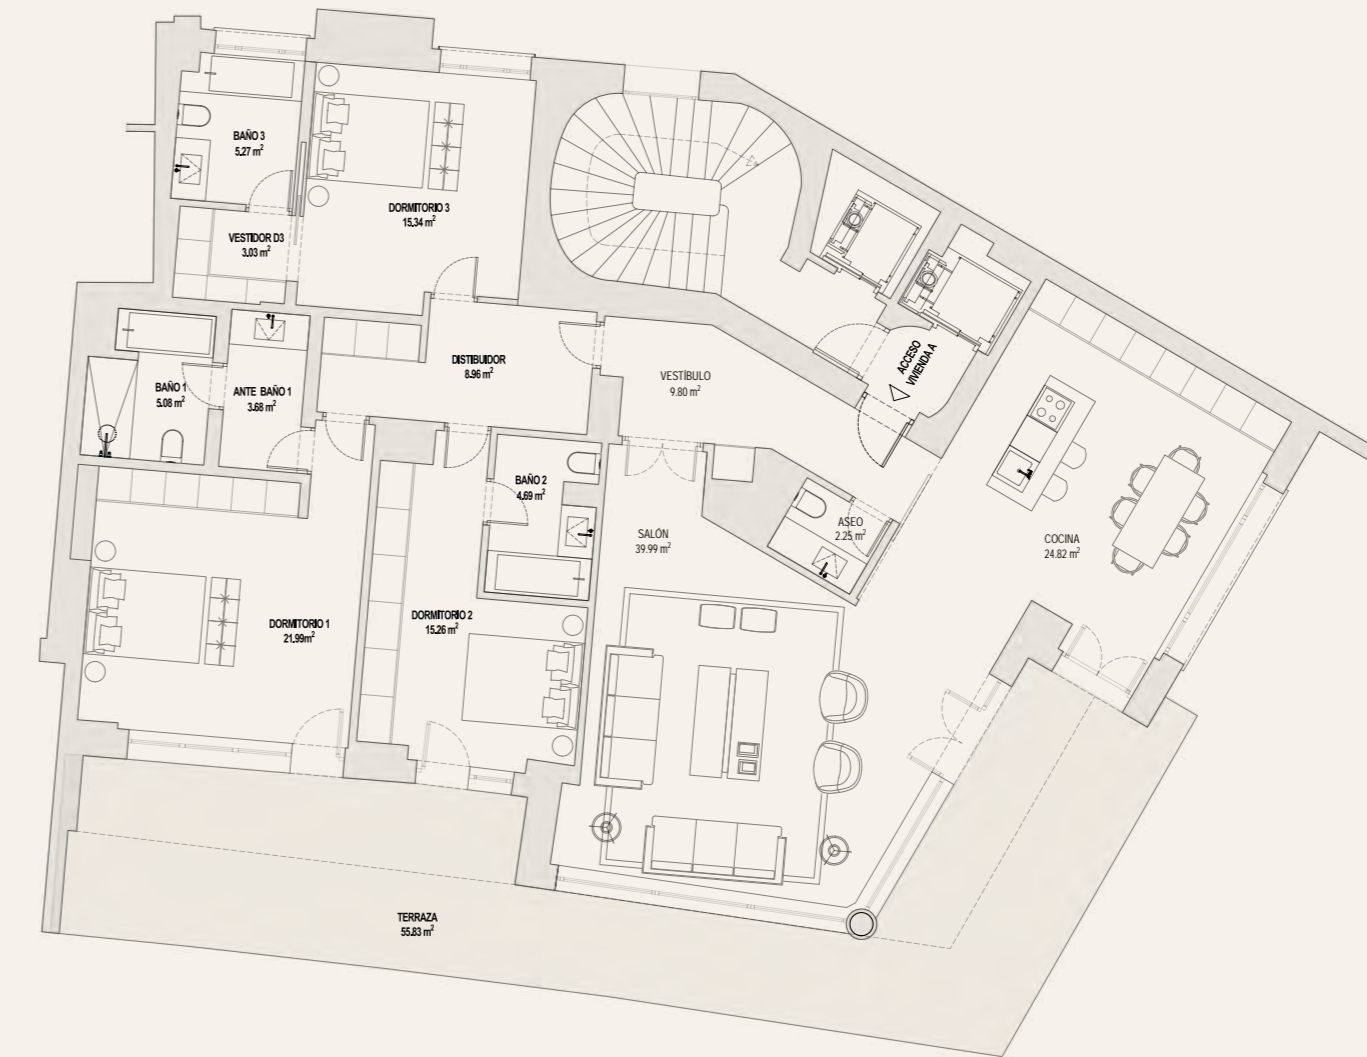 BAÑO 3
5.27 m²
DORMITORIO 3
15.34 m²
VESTIDOR D3
3.03 m²
DISTIBUIDOR
8.96 m²
VESTÍBULO
9.80 m²
ACCESO
VIVIENDA A
BAÑO 1
5.08 m²
ANTE BAÑO 1
3.68 m²
BAÑO 2
4.69 m²
SALÓN
39.99 m²
ASEO
2.25 m²
COCINA
24.82 m²
DORMITORIO 1
21.99m²
DORMITORIO 2
15.26 m²
TERRAZA
55.83 m²